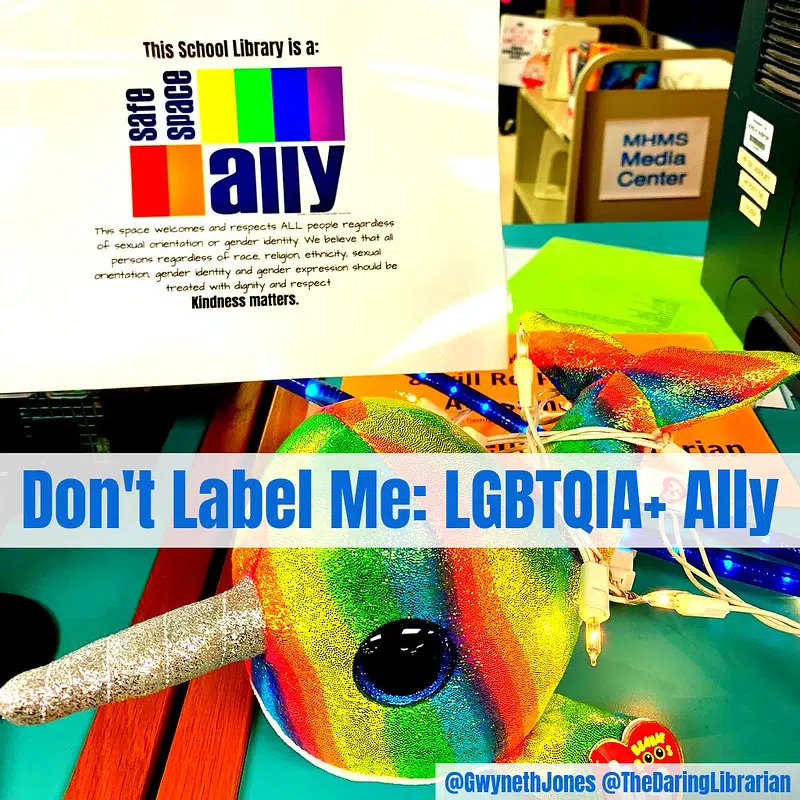 This School Library is a:
safe space
ally
This space welcomes and respects ALL people regardless
of sexual orientation or gender identity. We believe that all
persons regardless of race, religion, ethnicity, sexual
orientation, gender identity and gender expression should be
treated with dignity and respect
Kindness matters.
MHMS
Media
Center
Don't Label Me: LGBTQIA+ Ally
BEANIE
BOOS
@GwynethJones @TheDaringLibrarian